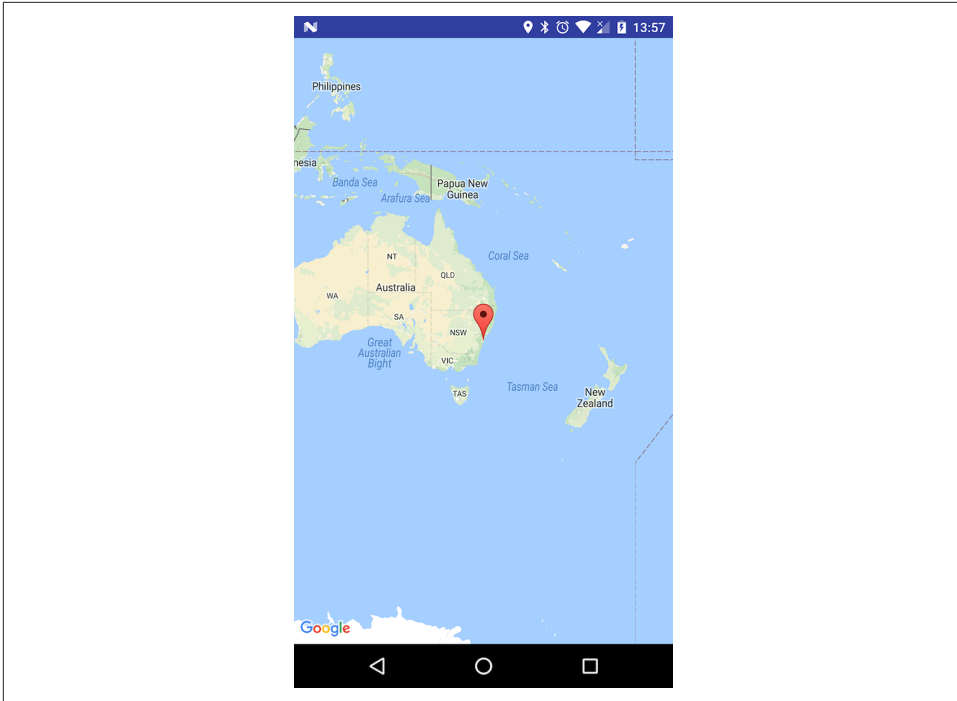 13:57
Philippines
nesia
Banda Sea
Papua New
Guinea
Arafura Sea
Coral Sea
NT
QLD
Australia
WA
SA
NSW
Great
Australian
Bight
VIC
Tasman Sea
TAS
New
Zealand
Google